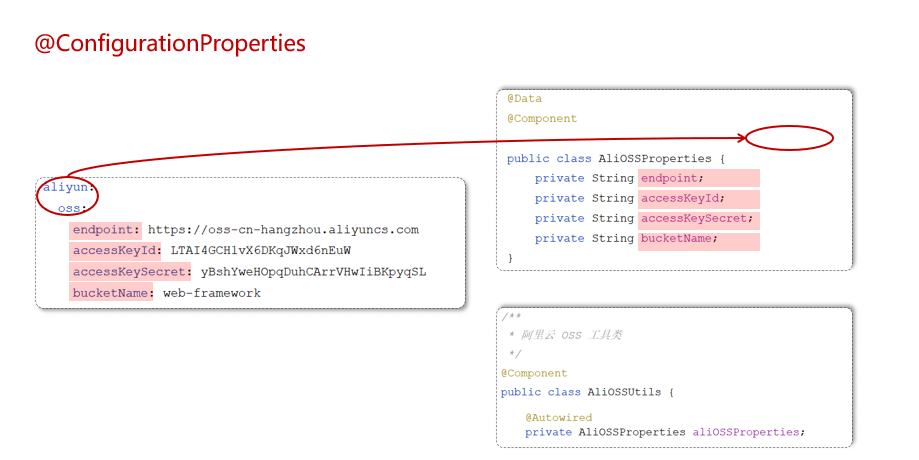 @ConfigurationProperties
aliyun:
oss:
endpoint: https://oss-cn-hangzhou.aliyuncs.com
accessKeyId: LTAI4GCH1vX6DKqJWxd6nEuW
accessKeySecret: yBshYweHOpqDuhCArrVHwIiBKpyqSL
bucketName: web-framework
@Data
@Component
public class AliOSSProperties {
private String endpoint;
private String accessKeyId;
private String accessKeySecret;
private String bucketName;
}
/**
* 阿里云 OSS 工具类
*/
@Component
public class AliOSSUtils {
@Autowired
private AliOSSProperties aliOSSProperties;